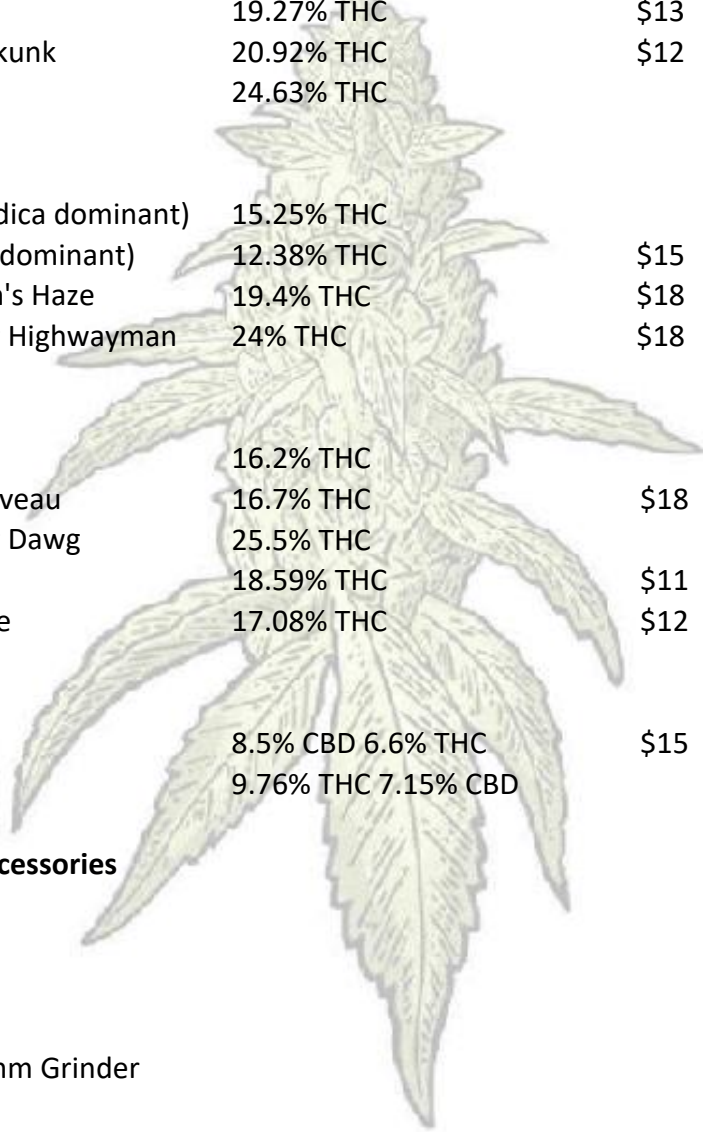 19.27% THC $13
kunk 20.92% THC $12
24.63% THC
dica dominant) 15.25% THC
dominant) 12.38% THC $15
's Haze 19.4% THC $18
Highwayman 24% THC $18
16.2% THC
veau 16.7% THC $18
Dawg 25.5% THC
18.59% THC $11
e 17.08% THC $12
8.5% CBD 6.6% THC $15
9.76% THC 7.15% CBD
cessories
m Grinder